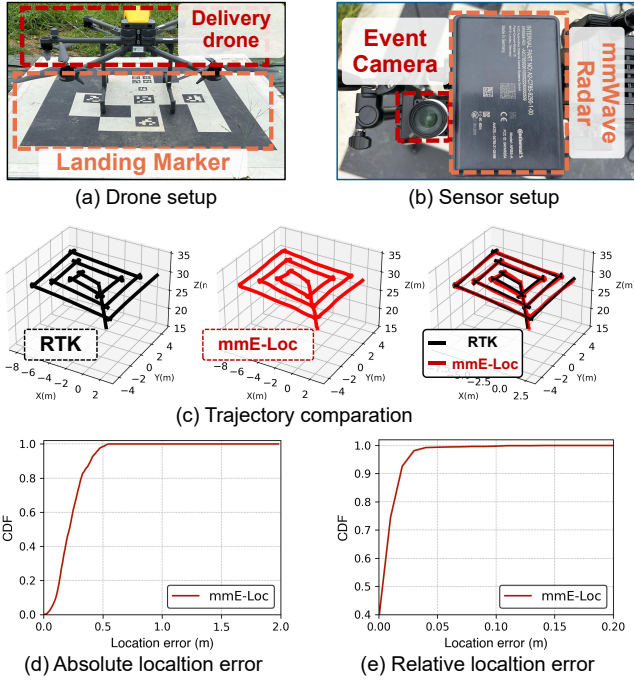 Delivery
drone
Landing Marker
Event
Camera
mmWave
Radar
(a) Drone setup
(b) Sensor setup
35
30
25
20
15
Z(m
4
2
0
−2
−4
Y(m)
−8
−6
−4
−2
0
2
X(m)
RTK
35
30
25
20
15
Z(m)
4
2
0
−2
−4
Y(m)
−8
−6
−4
−2
0
2
X(m)
mmE-Loc
35
30
25
20
15
Z(m)
4
2
0
−2
−4
Y(m)
−2.5
0.0
2.5
X(m)
RTK
mmE-Loc
(c) Trajectory comparation
CDF
1.0
0.8
0.6
0.4
0.2
0.0
0.0
0.5
1.0
1.5
2.0
mmE-Loc
Location error (m)
(d) Absolute localtion error
CDF
1.0
0.9
0.8
0.7
0.6
0.5
0.4
0.00
0.05
0.10
0.15
0.20
mmE-Loc
Location error (m)
(e) Relative localtion error